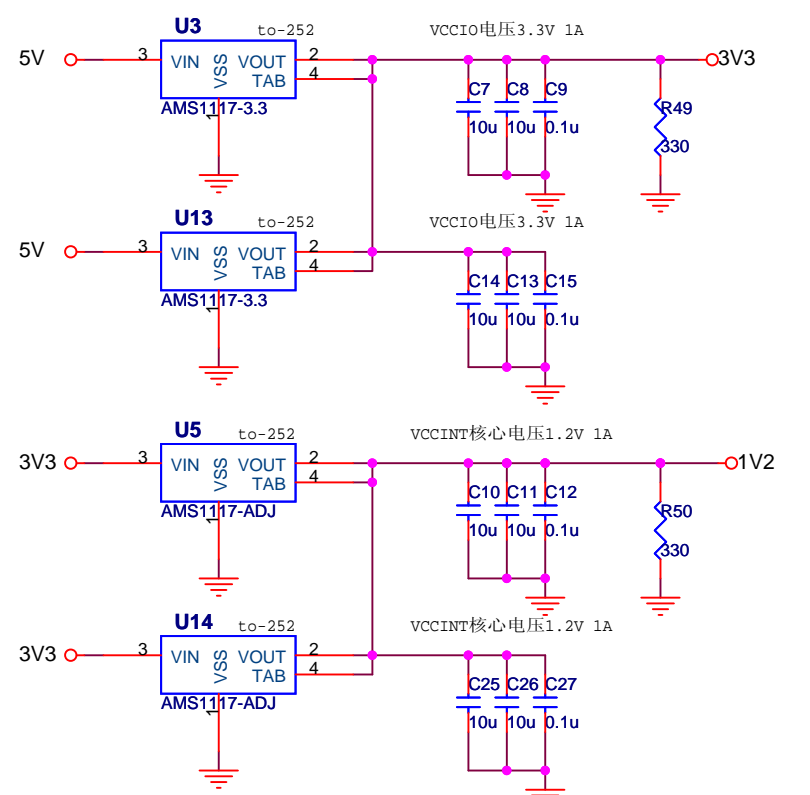 U3 to-252 VCCIO电压3.3V 1A
5V 3 VIN VSS VOUT TAB 2 4 1 3V3
AMS1117-3.3
C7 C8 C9 R49
10u 10u 0.1u 330
U13 to-252 VCCIO电压3.3V 1A
5V 3 VIN VSS VOUT TAB 2 4 1
AMS1117-3.3
C14 C13 C15
10u 10u 0.1u
U5 to-252 VCCINT核心电压1.2V 1A
3V3 3 VIN VSS VOUT TAB 2 4 1 1V2
AMS1117-ADJ
C10 C11 C12 R50
10u 10u 0.1u 330
U14 to-252 VCCINT核心电压1.2V 1A
3V3 3 VIN VSS VOUT TAB 2 4 1
AMS1117-ADJ
C25 C26 C27
10u 10u 0.1u